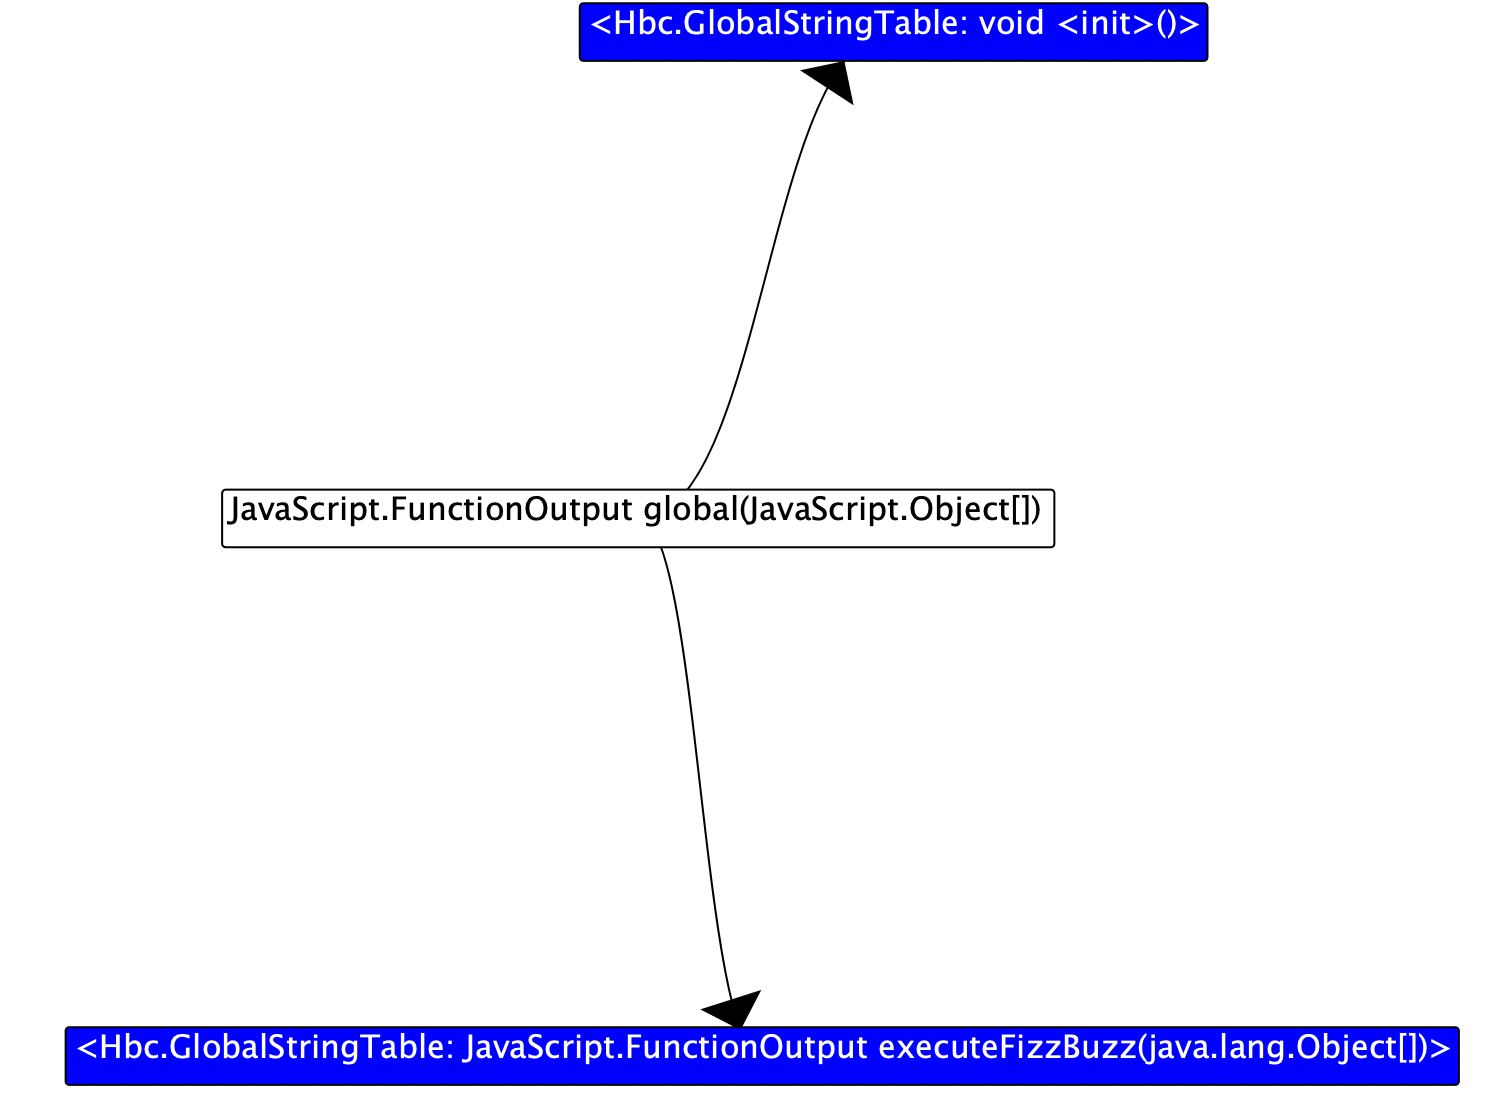 <Hbc.GlobalStringTable: void <init>()>
JavaScript.FunctionOutput global(JavaScript.Object[])
<Hbc.GlobalStringTable: JavaScript.FunctionOutput executeFizzBuzz(java.lang.Object[])>